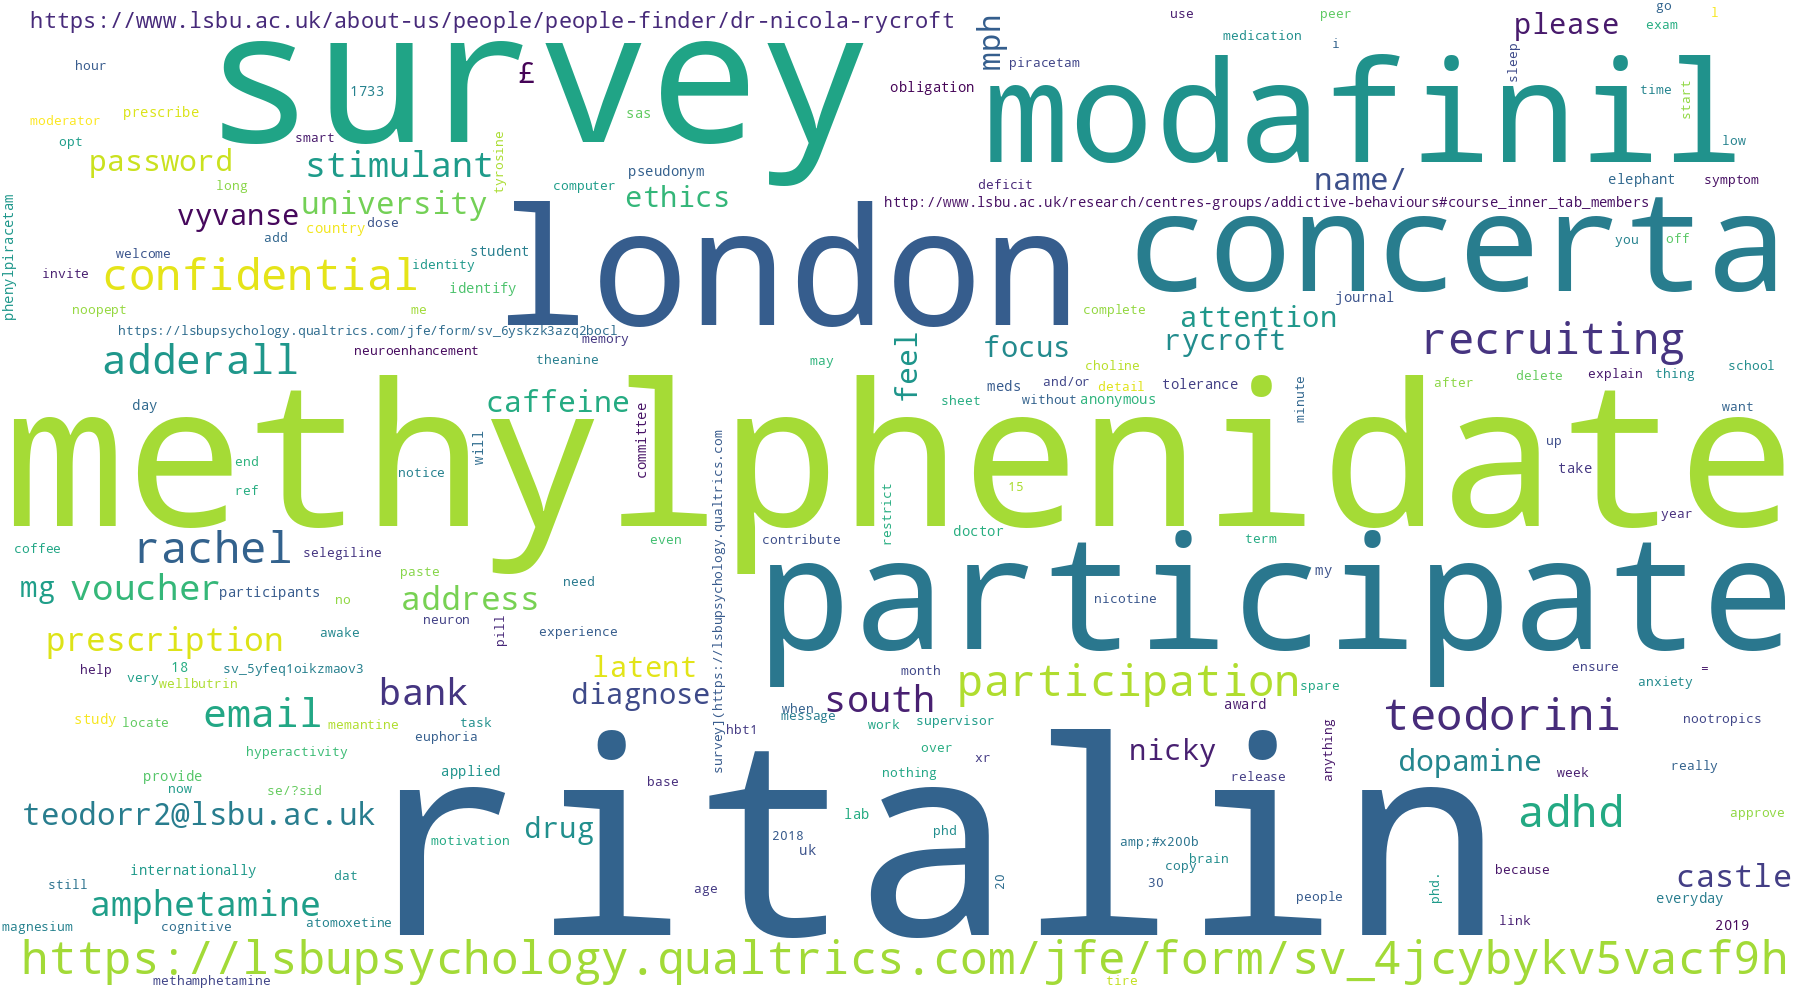 https://www.lsbu.ac.uk/about-us/people/people-finder/dr-nicola-rycroft
survey
£
mph
use
peer
please
go
l
exam
medication
i
hour
piracetam
sleep
modafinil
obligation
1733
time
start
moderator
prescribe
sas
opt
smart
low
password
stimulant
tyrosine
pseudonym
name/
elephant
symptom
long
computer
deficit
phenylpiracetam
vyvanse
university
ethics
http://www.lsbu.ac.uk/research/centres-groups/addictive-behaviours#course_inner_tab_members
country
dose
london
concerta
add
you
off
welcome
student
invite
confidential
identity
identify
journal
noopept
me
complete
attention
https://lsbupsychology.qualtrics.com/jfe/form/sv_6yskzk3azq2bocl
memory
rycroft
recruiting
adderall
neuroenhancement
theanine
may
feel
focus
choline
after
delete
explain
thing
school
meds
and/or
detail
tolerance
minute
day
caffeine
sheet
without
anonymous
want
methylphenidate
committee
will
up
end
notice
take
ref
restrict
15
survey](https://lsbupsychology.qualtrics.com
year
coffee
rachel
selegiline
even
contribute
doctor
term
mg
voucher
participants
paste
need
participate
my
no
address
nicotine
neuron
prescription
awake
pill
experience
help
18
sv_5yfeq1oikzmaov3
latent
month
ensure
=
very
wellbutrin
bank
diagnose
south
participation
spare
anxiety
study
locate
email
memantine
task
when
message
work
supervisor
award
teodorini
nootropics
euphoria
hbt1
hyperactivity
over
xr
nicky
anything
dopamine
provide
now
applied
base
nothing
release
week
really
se/?sid
teodorr2@lsbu.ac.uk
ritalin
drug
lab
adhd
approve
motivation
2018
phd
amp;#x200b
uk
copy
brain
internationally
dat
because
castle
still
age
20
30
people
phd.
everyday
amphetamine
magnesium
cognitive
atomoxetine
link
2019
https://lsbupsychology.qualtrics.com/jfe/form/sv_4jcybykv5vacf9h
methamphetamine
tire